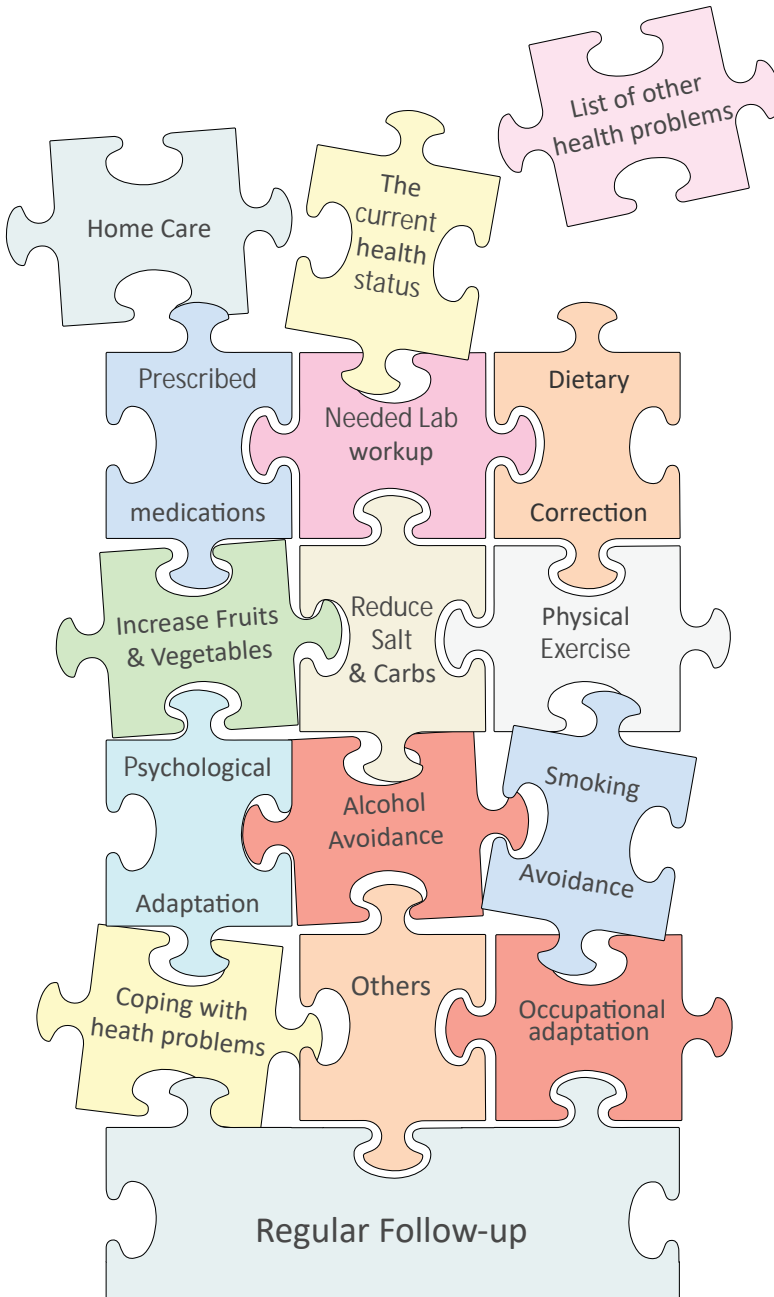 List of other
health problems
Home Care
The
current
health
status
Prescribed
medications
Needed Lab
workup
Dietary
Correction
Increase Fruits
& Vegetables
Reduce
Salt
& Carbs
Physical
Exercise
Psychological
Adaptation
Alcohol
Avoidance
Smoking
Avoidance
Coping with
heath problems
Others
Occupational
adaptation
Regular Follow-up